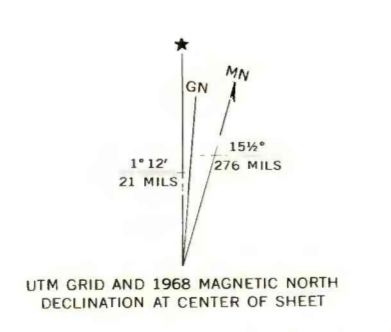 ★
GN
MN
1° 12′
21 MILS
15½°
276 MILS
UTM GRID AND 1968 MAGNETIC NORTH
DECLINATION AT CENTER OF SHEET